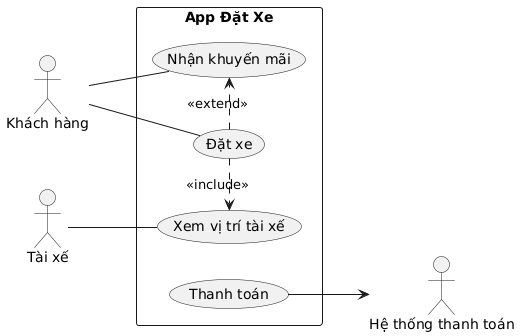 App Đặt Xe
Nhận khuyến mãi
Khách hàng
«extend»
Đặt xe
«include»
Xem vị trí tài xế
Tài xế
Thanh toán
Hệ thống thanh toán